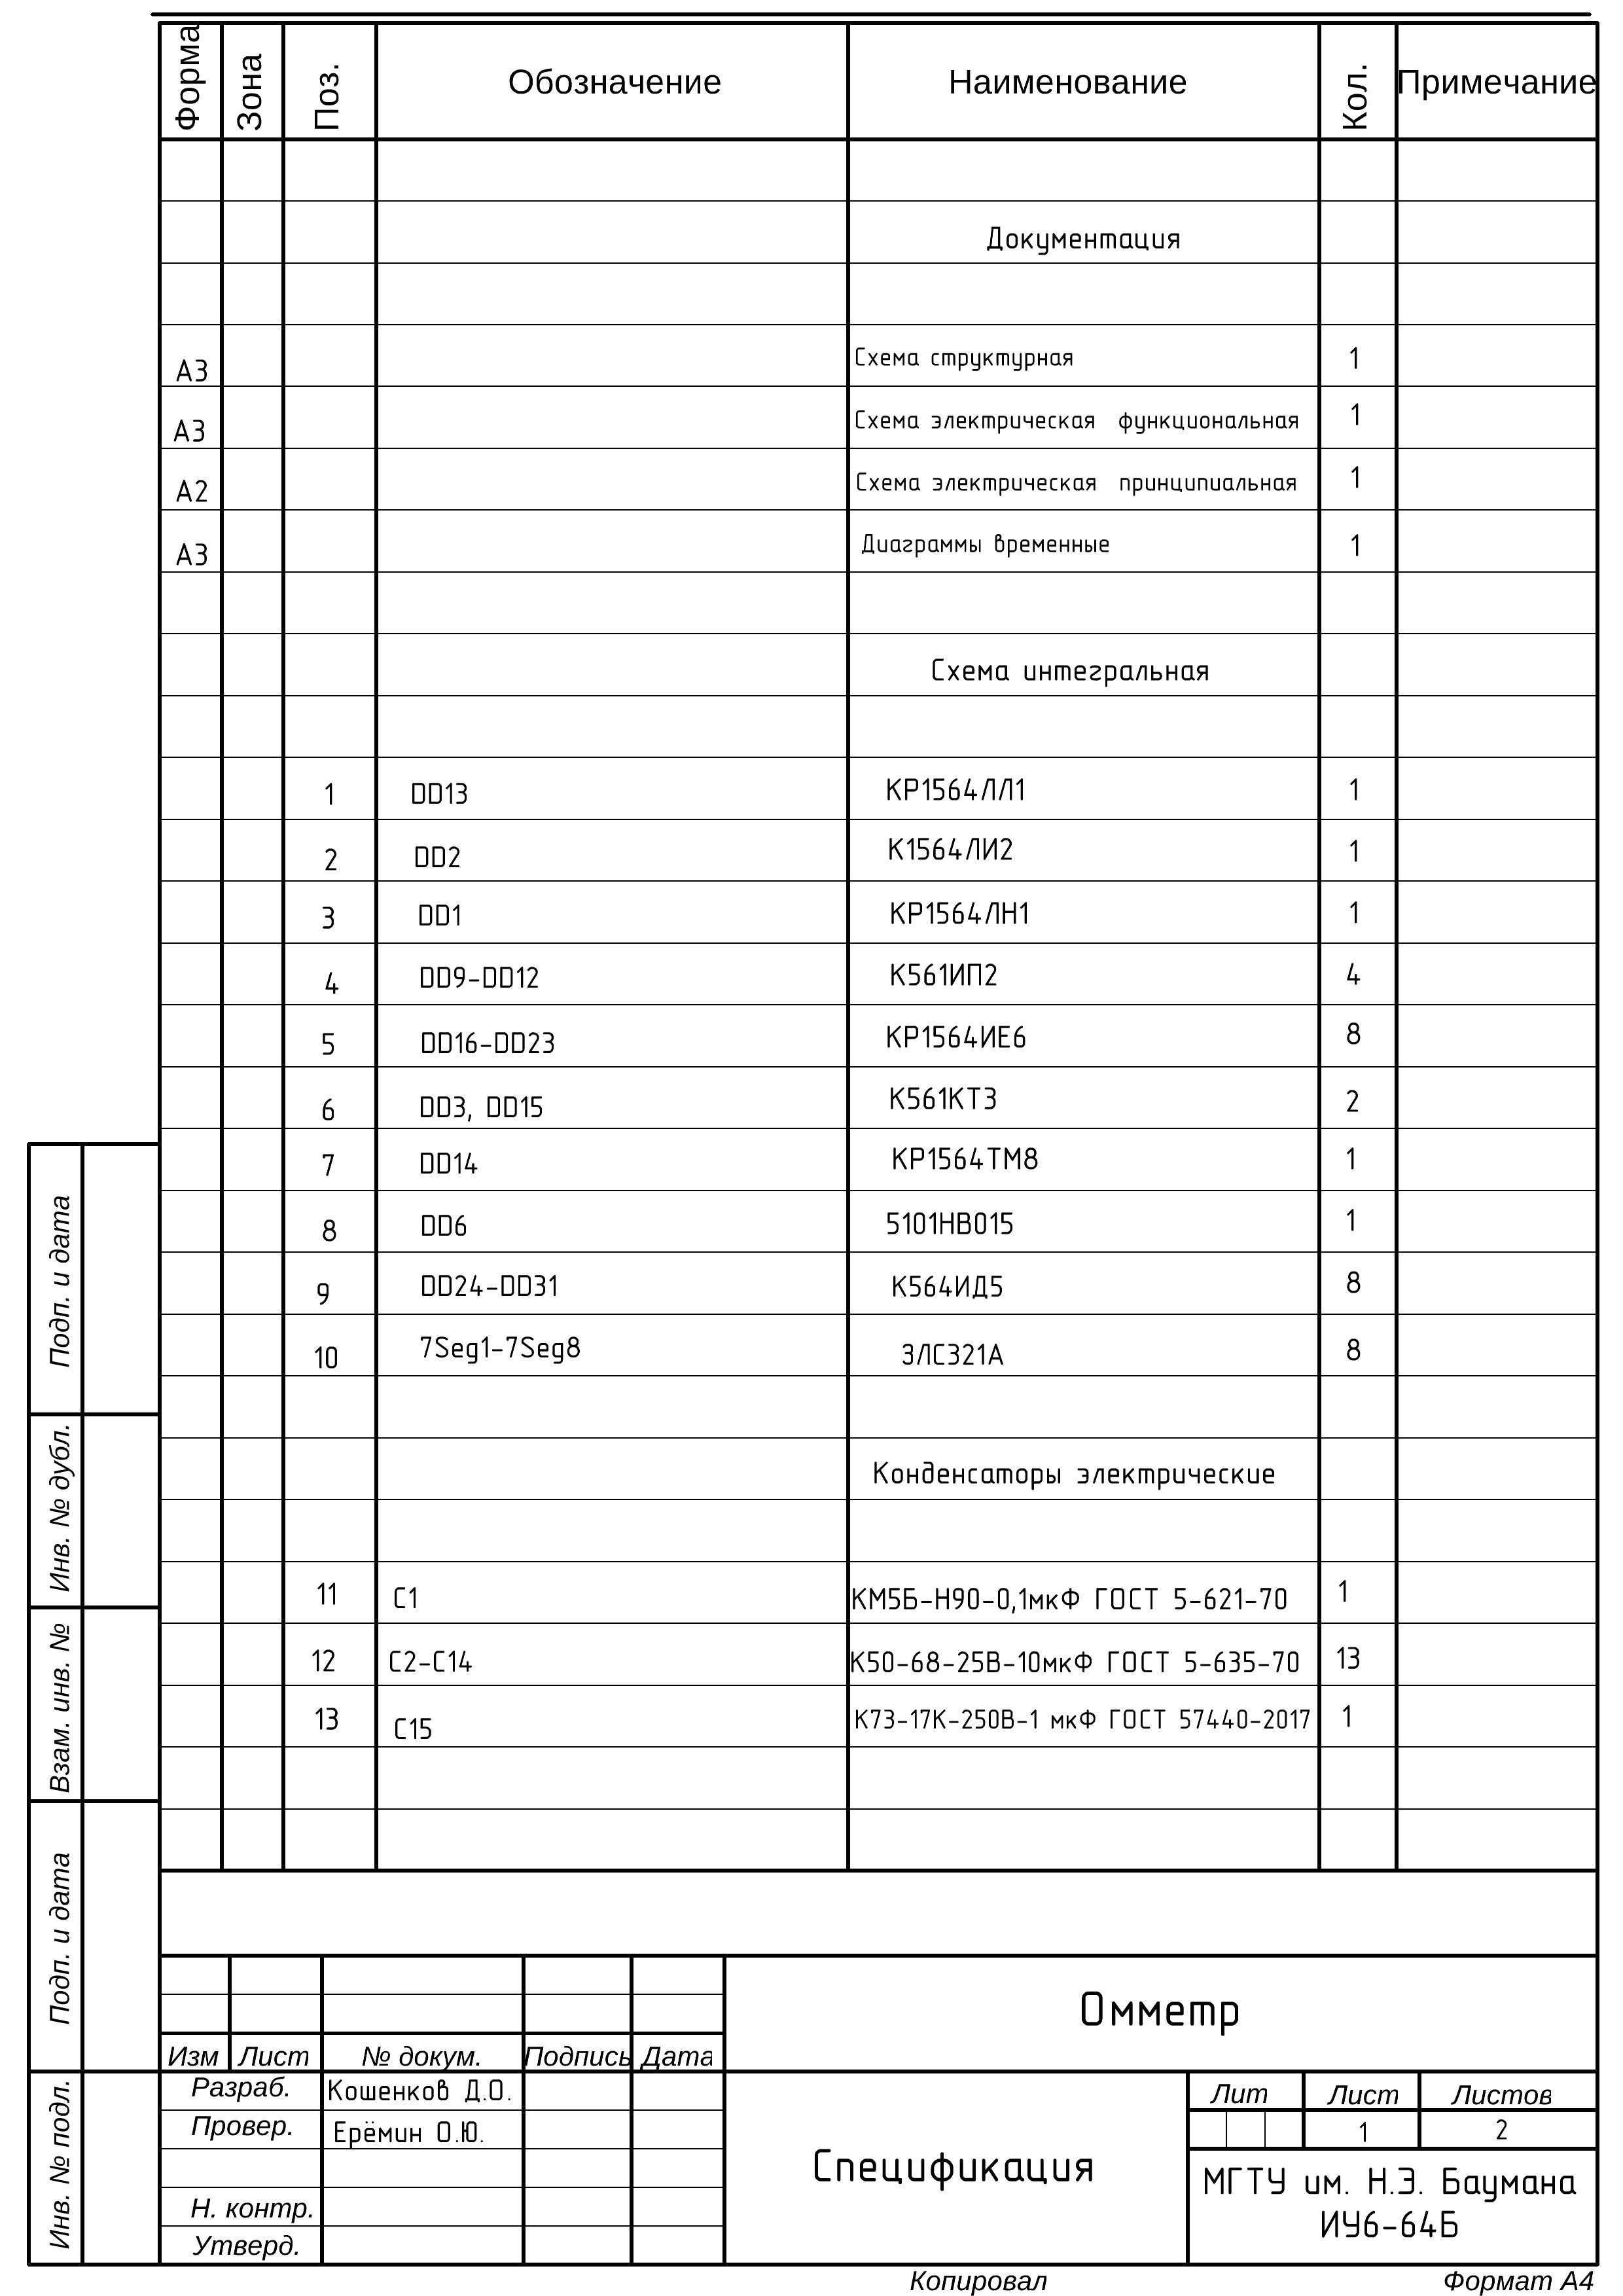 Форма Зона Поз. Обозначение Наименование Кол. Примечание
Документация
А3 Схема структурная 1
А3 Схема электрическая функциональная 1
А2 Схема электрическая принципиальная 1
А3 Диаграммы временные 1
Схема интегральная
1 DD13 КР1564ЛЛ1 1
2 DD2 К1564ЛИ2 1
3 DD1 КР1564ЛН1 1
4 DD9-DD12 К561ИП2 4
5 DD16-DD23 КР1564ИЕ6 8
6 DD3, DD15 К561КТ3 2
7 DD14 КР1564ТМ8 1
8 DD6 5101НВ015 1
9 DD24-DD31 К564ИД5 8
10 7Seg1-7Seg8 3ЛС321А 8
Конденсаторы электрические
11 С1 КМ5Б-Н90-0,1мкФ ГОСТ 5-621-70 1
12 С2-С14 К50-68-25В-10мкФ ГОСТ 5-635-70 13
13 С15 К73-17К-250В-1 мкФ ГОСТ 57440-2017 1
Подп. и дата
Инв. № дубл.
Взам. инв. №
Подп. и дата
Инв. № подл.
Омметр
Изм Лист № докум. Подпись Дата
Разраб. Кошенков Д.О.
Провер. Ерёмин О.Ю.
Н. контр.
Утверд.
Спецификация
Лит Лист Листов
1 2
МГТУ им. Н.Э. Баумана
ИУ6-64Б
Копировал Формат А4